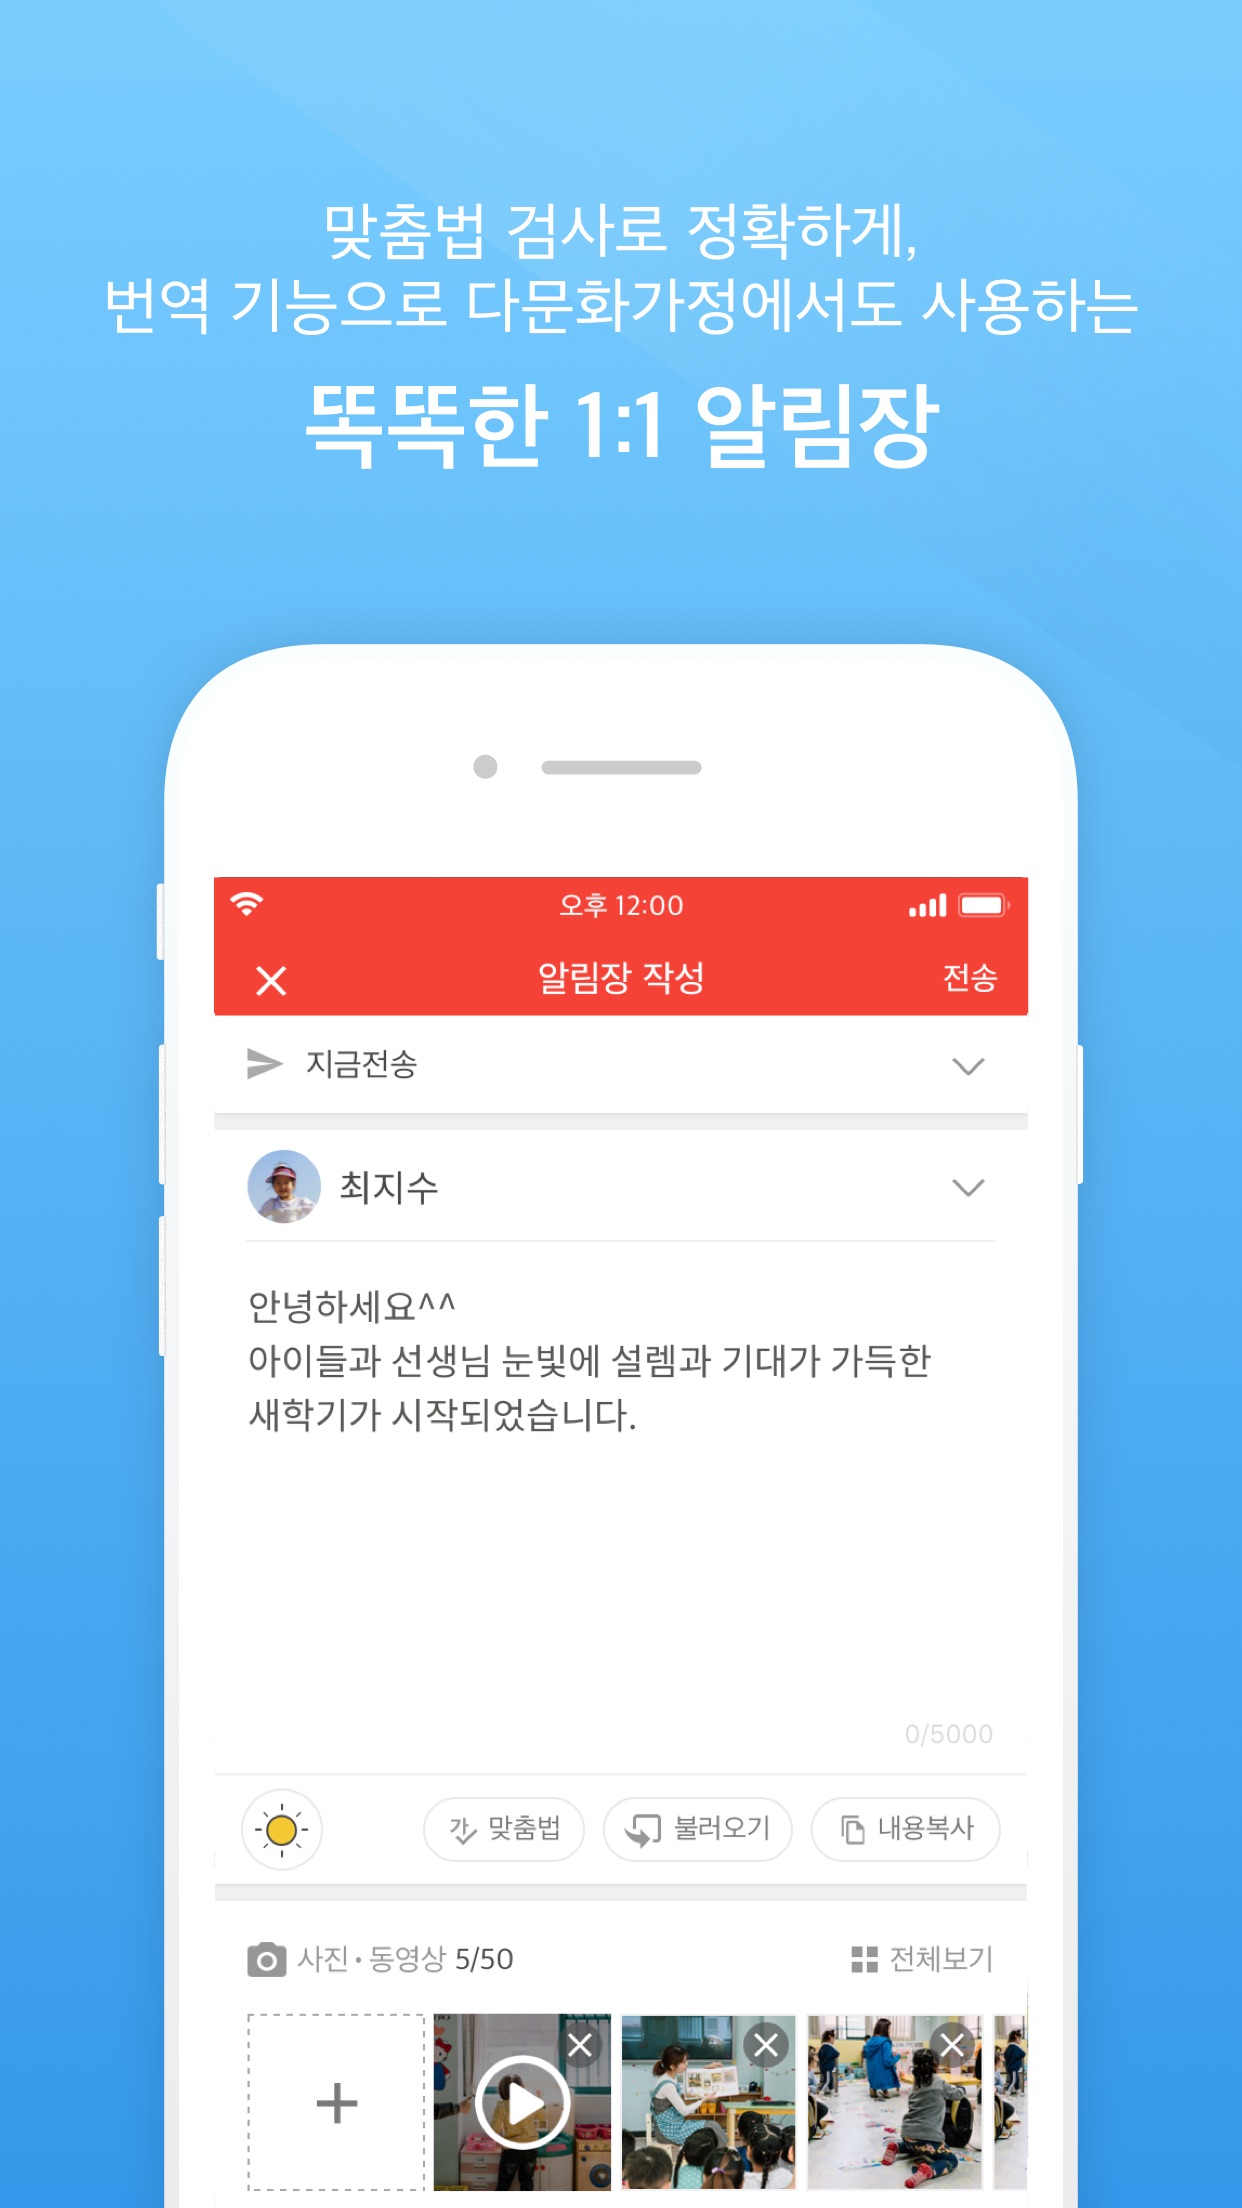 맞춤법 검사로 정확하게,
번역 기능으로 다문화가정에서도 사용하는
똑똑한 1:1 알림장
오후 12:00
알림장 작성
전송
지금전송
최지수
안녕하세요^^
아이들과 선생님 눈빛에 설렘과 기대가 가득한
새학기가 시작되었습니다.
0/5000
가 맞춤법
불러오기
내용복사
사진 • 동영상 5/50
전체보기